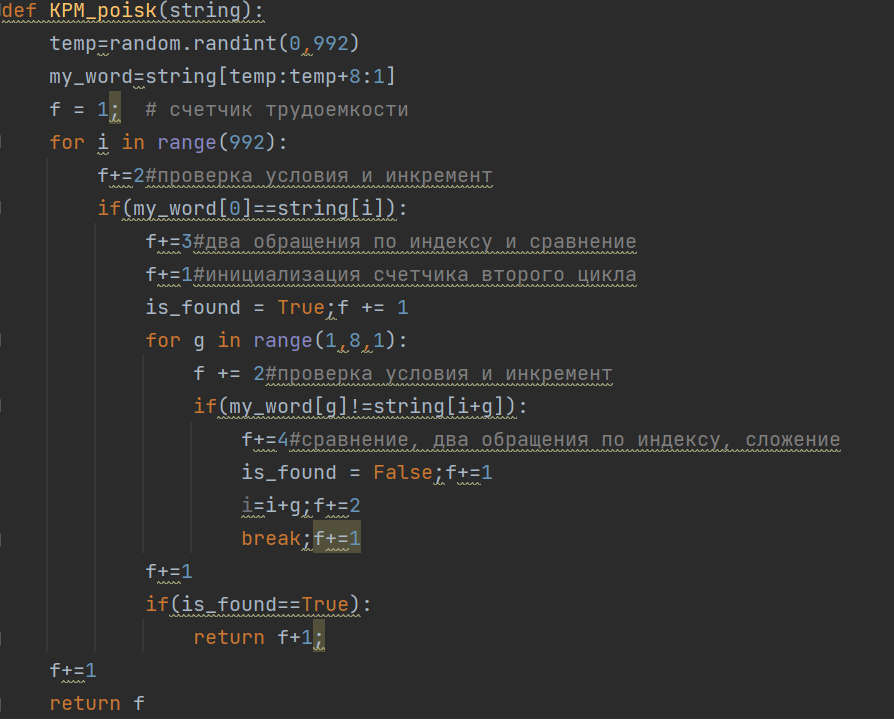 def KPM_poisk(string):
    temp=random.randint(0,992)
    my_word=string[temp:temp+8:1]
    f = 1;  # счетчик трудоемкости
    for i in range(992):
        f+=2#проверка условия и инкремент
        if(my_word[0]==string[i]):
            f+=3#два обращения по индексу и сравнение
            f+=1#инициализация счетчика второго цикла
            is_found = True;f += 1
            for g in range(1,8,1):
                f += 2#проверка условия и инкремент
                if(my_word[g]!=string[i+g]):
                    f+=4#сравнение, два обращения по индексу, сложение
                    is_found = False;f+=1
                    i=i+g;f+=2
                    break;f+=1
            f+=1
            if(is_found==True):
                return f+1;
    f+=1
    return f